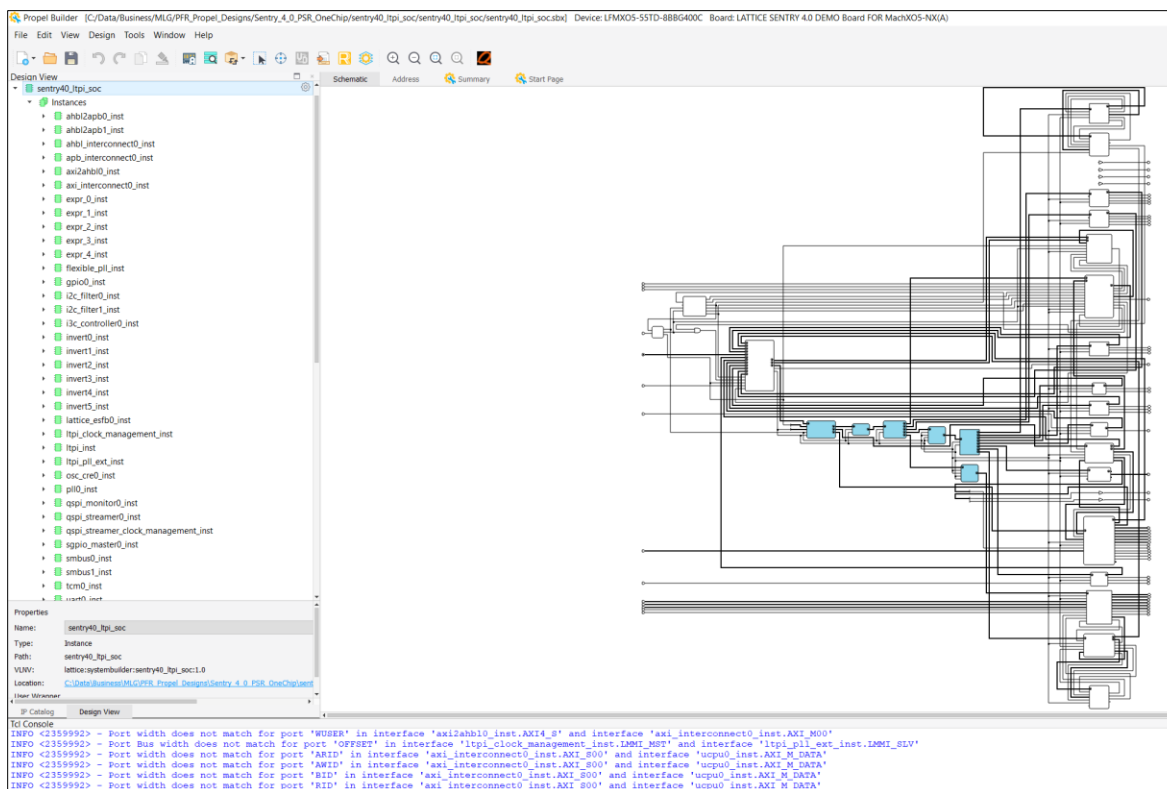 Propel Builder [C:/Data/Business/MLG/PFR_Propel_Designs/Sentry_4_0_PSR_OneChip/sentry40_ltpi_soc/sentry40_ltpi_soc/sentry40_ltpi_soc.sbx] Device: LFMXO5-55TD-8BBG400C Board: LATTICE SENTRY 4.0 DEMO Board FOR MachXO5-NX(A)
File Edit View Design Tools Window Help
Design View
Schematic Address Summary Start Page
sentry40_ltpi_soc
Instances
ahbl2apb0_inst
ahbl2apb1_inst
ahbl_interconnect0_inst
apb_interconnect0_inst
axi2ahbl0_inst
axi_interconnect0_inst
expr_0_inst
expr_1_inst
expr_2_inst
expr_3_inst
expr_4_inst
flexible_pll_inst
gpio0_inst
i2c_filter0_inst
i2c_filter1_inst
i3c_controller0_inst
invert0_inst
invert1_inst
invert2_inst
invert3_inst
invert4_inst
invert5_inst
lattice_esfb0_inst
ltpi_clock_management_inst
ltpi_inst
ltpi_pll_ext_inst
osc_cre0_inst
pll0_inst
qspi_monitor0_inst
qspi_streamer0_inst
qspi_streamer_clock_management_inst
sgpio_master0_inst
smbus0_inst
smbus1_inst
tcm0_inst
uart0_inst
Properties
Name: sentry40_ltpi_soc
Type: Instance
Path: sentry40_ltpi_soc
VLNV: lattice:systembuilder:sentry40_ltpi_soc:1.0
Location: C:\Data\Business\MLG\PFR_Propel_Designs\Sentry_4_0_PSR_OneChip\sent
User Wrapper
IP Catalog Design View
Tcl Console
INFO <2359992> - Port width does not match for port 'WUSER' in interface 'axi2ahbl0_inst.AXI4_S' and interface 'axi_interconnect0_inst.AXI_M00'
INFO <2359992> - Port Bus width does not match for port 'OFFSET' in interface 'ltpi_clock_management_inst.LMMI_MST' and interface 'ltpi_pll_ext_inst.LMMI_SLV'
INFO <2359992> - Port width does not match for port 'ARID' in interface 'axi_interconnect0_inst.AXI_S00' and interface 'ucpu0_inst.AXI_M_DATA'
INFO <2359992> - Port width does not match for port 'AWID' in interface 'axi_interconnect0_inst.AXI_S00' and interface 'ucpu0_inst.AXI_M_DATA'
INFO <2359992> - Port width does not match for port 'BID' in interface 'axi_interconnect0_inst.AXI_S00' and interface 'ucpu0_inst.AXI_M_DATA'
INFO <2359992> - Port width does not match for port 'RID' in interface 'axi_interconnect0_inst.AXI_S00' and interface 'ucpu0_inst.AXI_M_DATA'